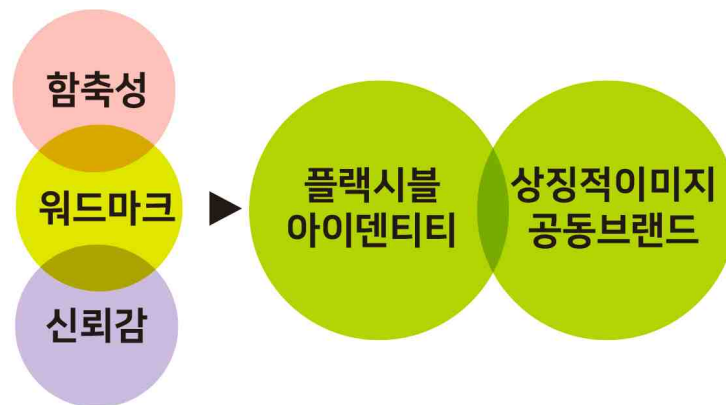 함축성
워드마크
신뢰감
플랙시블
아이덴티티
상징적이미지
공동브랜드